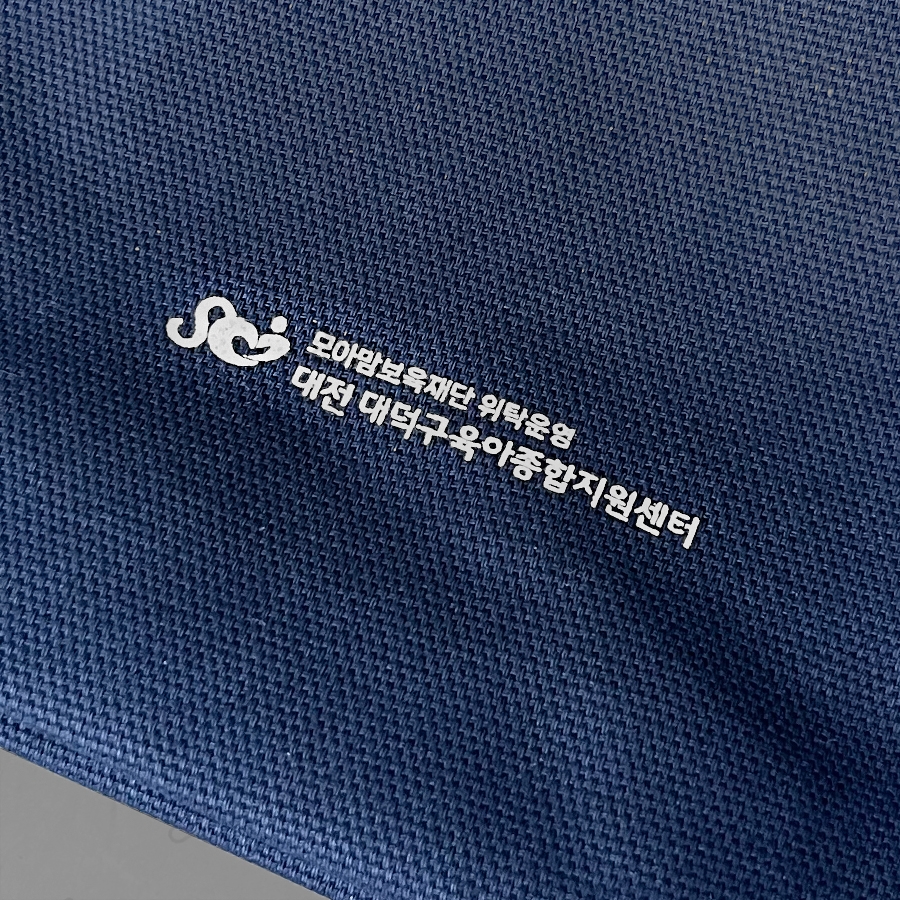 모아맘보육재단 위탁운영
대전 대덕구육아종합지원센터